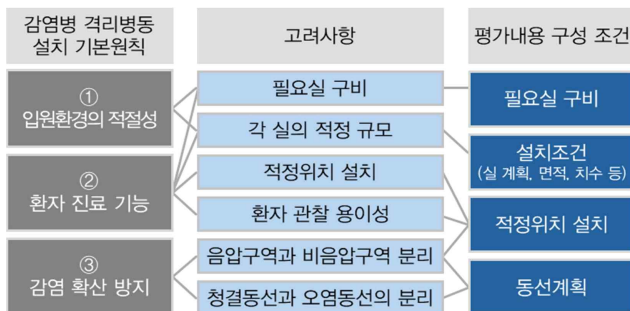 감염병 격리병동
설치 기본원칙
고려사항
평가내용 구성 조건
①
입원환경의 적절성
②
환자 진료 기능
③
감염 확산 방지
필요실 구비
각 실의 적정 규모
적정위치 설치
환자 관찰 용이성
음압구역과 비음압구역 분리
청결동선과 오염동선의 분리
필요실 구비
설치조건
(실 계획, 면적, 치수 등)
적정위치 설치
동선계획